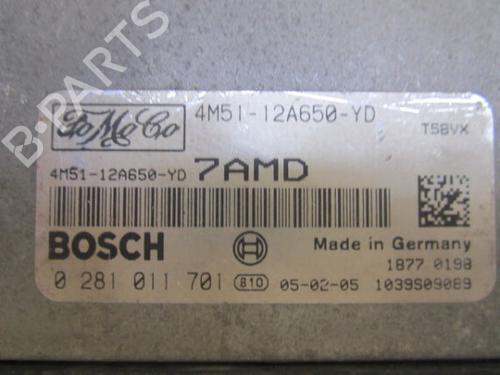 B-PARTS
FoMoCo
4M51-12A650-YD
T5BVX
4M51-12A650-YD 7AMD
BOSCH
Made in Germany
1877 0198
0 281 011 701 810 05-02-05 1039S09089